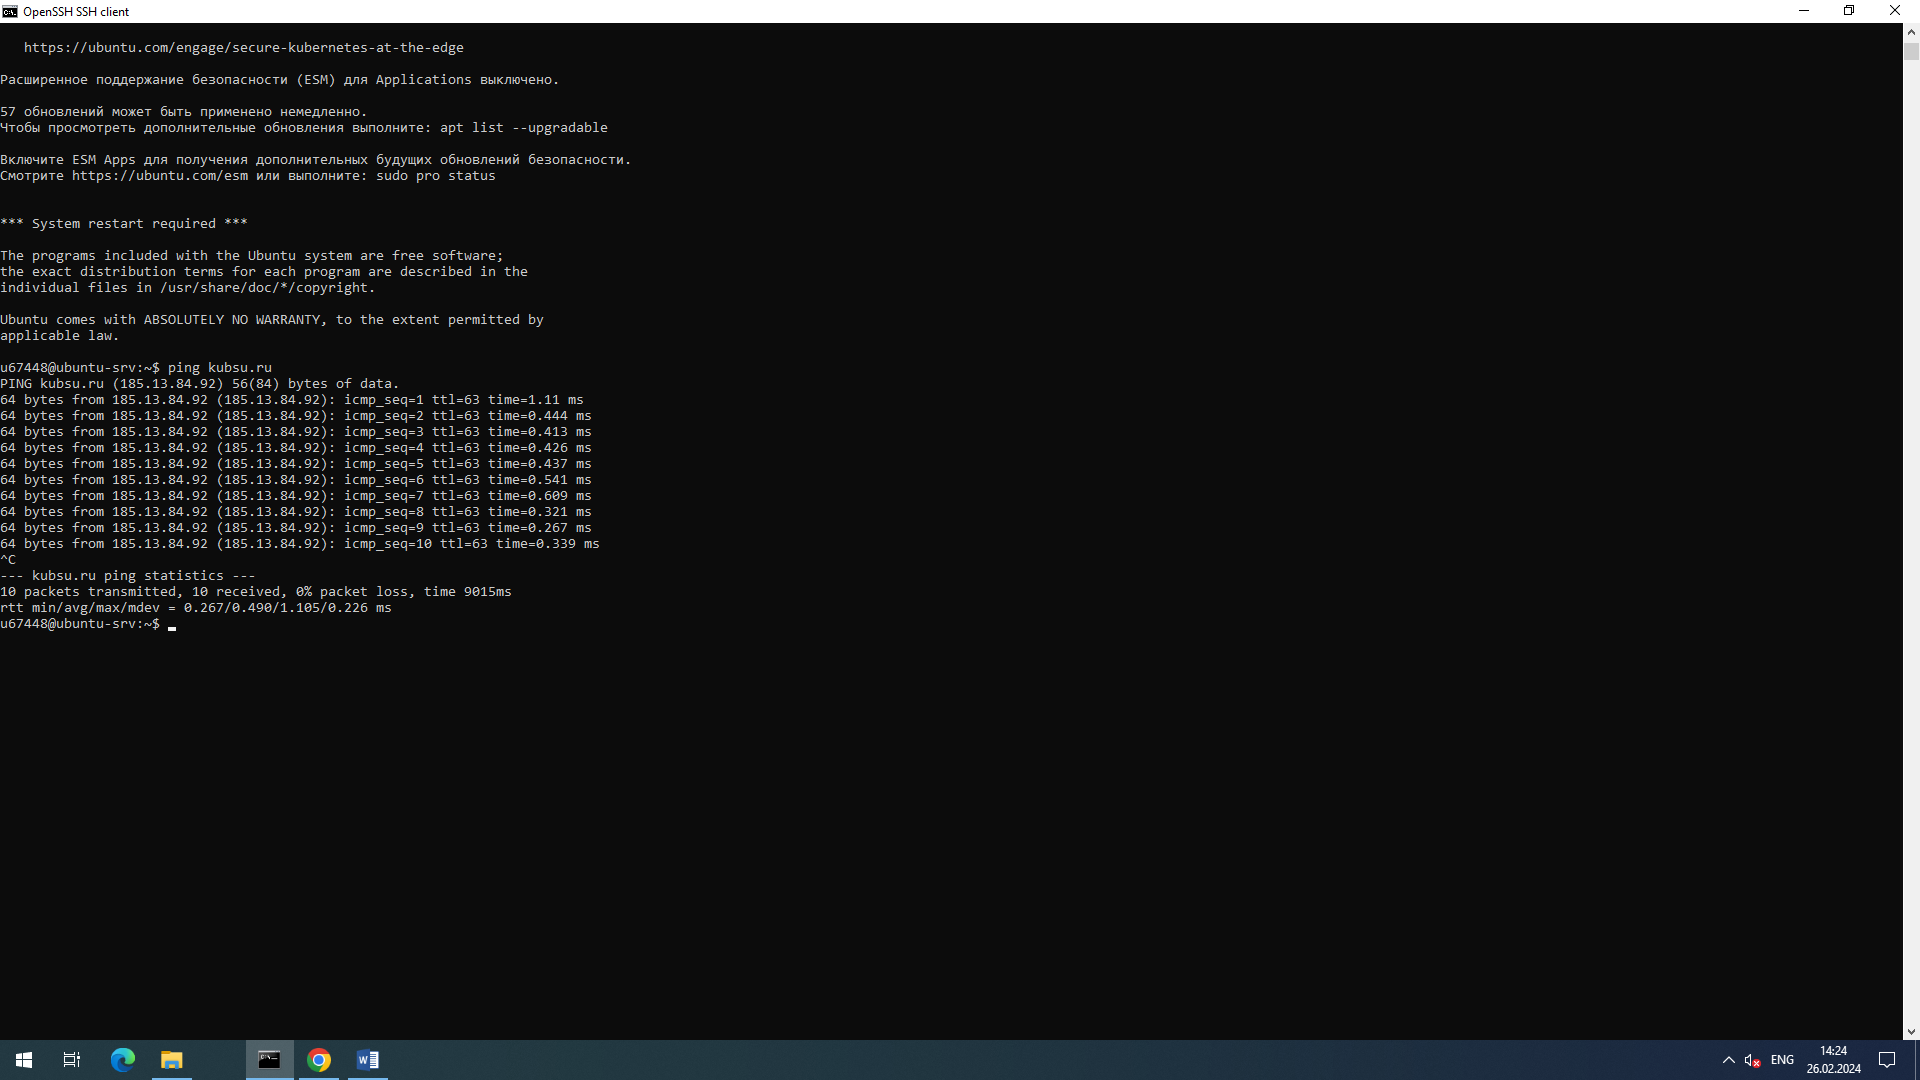 OpenSSH SSH client
https://ubuntu.com/engage/secure-kubernetes-at-the-edge
Расширенное поддержание безопасности (ESM) для Applications выключено.
57 обновлений может быть применено немедленно.
Чтобы просмотреть дополнительные обновления выполните: apt list --upgradable
Включите ESM Apps для получения дополнительных будущих обновлений безопасности.
Смотрите https://ubuntu.com/esm или выполните: sudo pro status
*** System restart required ***
The programs included with the Ubuntu system are free software;
the exact distribution terms for each program are described in the
individual files in /usr/share/doc/*/copyright.
Ubuntu comes with ABSOLUTELY NO WARRANTY, to the extent permitted by
applicable law.
u67448@ubuntu-srv:~$ ping kubsu.ru
PING kubsu.ru (185.13.84.92) 56(84) bytes of data.
64 bytes from 185.13.84.92 (185.13.84.92): icmp_seq=1 ttl=63 time=1.11 ms
64 bytes from 185.13.84.92 (185.13.84.92): icmp_seq=2 ttl=63 time=0.444 ms
64 bytes from 185.13.84.92 (185.13.84.92): icmp_seq=3 ttl=63 time=0.413 ms
64 bytes from 185.13.84.92 (185.13.84.92): icmp_seq=4 ttl=63 time=0.426 ms
64 bytes from 185.13.84.92 (185.13.84.92): icmp_seq=5 ttl=63 time=0.437 ms
64 bytes from 185.13.84.92 (185.13.84.92): icmp_seq=6 ttl=63 time=0.541 ms
64 bytes from 185.13.84.92 (185.13.84.92): icmp_seq=7 ttl=63 time=0.609 ms
64 bytes from 185.13.84.92 (185.13.84.92): icmp_seq=8 ttl=63 time=0.321 ms
64 bytes from 185.13.84.92 (185.13.84.92): icmp_seq=9 ttl=63 time=0.267 ms
64 bytes from 185.13.84.92 (185.13.84.92): icmp_seq=10 ttl=63 time=0.339 ms
^C
--- kubsu.ru ping statistics ---
10 packets transmitted, 10 received, 0% packet loss, time 9015ms
rtt min/avg/max/mdev = 0.267/0.490/1.105/0.226 ms
u67448@ubuntu-srv:~$
ENG
14:24
26.02.2024